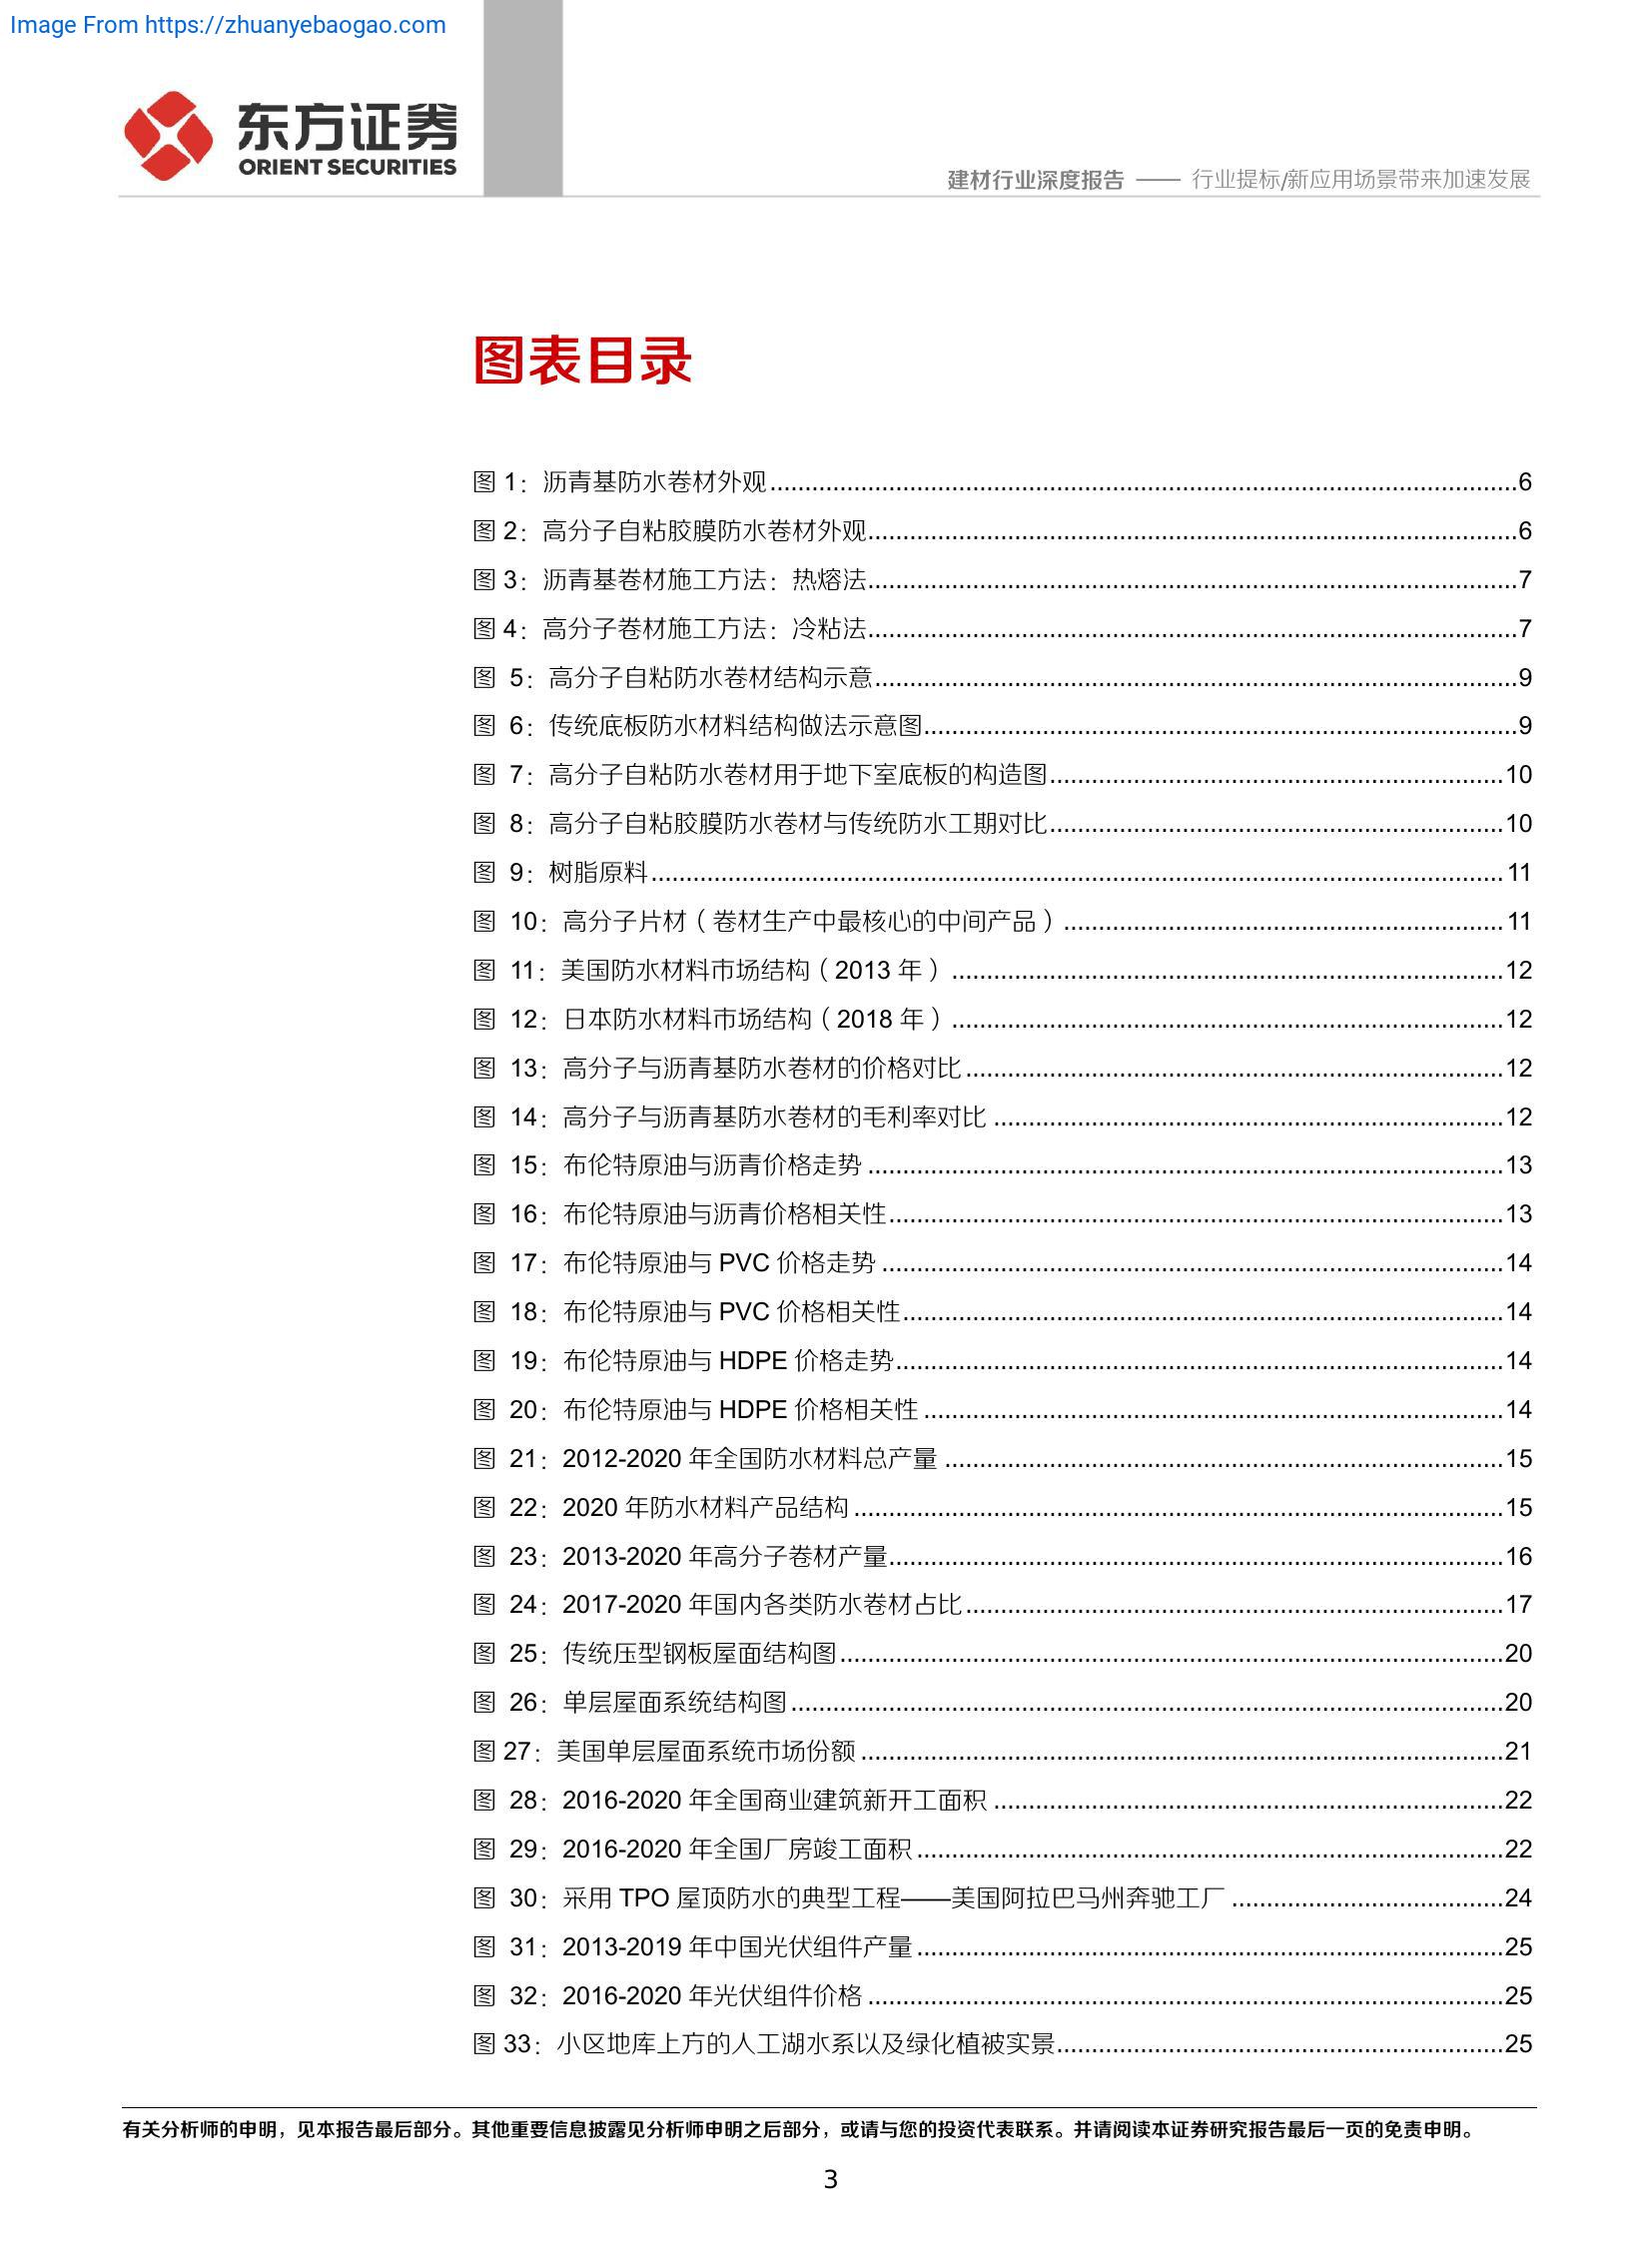 Image From https://zhuanyebaogao.com
东方证券
ORIENT SECURITIES
建材行业深度报告 —— 行业提标/新应用场景带来加速发展
图表目录
图 1：沥青基防水卷材外观........................................6
图 2：高分子自粘胶膜防水卷材外观........................................6
图 3：沥青基卷材施工方法：热熔法........................................7
图 4：高分子卷材施工方法：冷粘法........................................7
图 5：高分子自粘防水卷材结构示意........................................9
图 6：传统底板防水材料结构做法示意图........................................9
图 7：高分子自粘防水卷材用于地下室底板的构造图........................................10
图 8：高分子自粘胶膜防水卷材与传统防水工期对比........................................10
图 9：树脂原料........................................11
图 10：高分子片材（卷材生产中最核心的中间产品）........................................11
图 11：美国防水材料市场结构（2013 年）........................................12
图 12：日本防水材料市场结构（2018 年）........................................12
图 13：高分子与沥青基防水卷材的价格对比........................................12
图 14：高分子与沥青基防水卷材的毛利率对比........................................12
图 15：布伦特原油与沥青价格走势........................................13
图 16：布伦特原油与沥青价格相关性........................................13
图 17：布伦特原油与 PVC 价格走势........................................14
图 18：布伦特原油与 PVC 价格相关性........................................14
图 19：布伦特原油与 HDPE 价格走势........................................14
图 20：布伦特原油与 HDPE 价格相关性........................................14
图 21：2012-2020 年全国防水材料总产量........................................15
图 22：2020 年防水材料产品结构........................................15
图 23：2013-2020 年高分子卷材产量........................................16
图 24：2017-2020 年国内各类防水卷材占比........................................17
图 25：传统压型钢板屋面结构图........................................20
图 26：单层屋面系统结构图........................................20
图 27：美国单层屋面系统市场份额........................................21
图 28：2016-2020 年全国商业建筑新开工面积........................................22
图 29：2016-2020 年全国厂房竣工面积........................................22
图 30：采用 TPO 屋顶防水的典型工程——美国阿拉巴马州奔驰工厂........................................24
图 31：2013-2019 年中国光伏组件产量........................................25
图 32：2016-2020 年光伏组件价格........................................25
图 33：小区地库上方的人工湖水系以及绿化植被实景........................................25
有关分析师的申明，见本报告最后部分。其他重要信息披露见分析师申明之后部分，或请与您的投资代表联系。并请阅读本证券研究报告最后一页的免责申明。
3